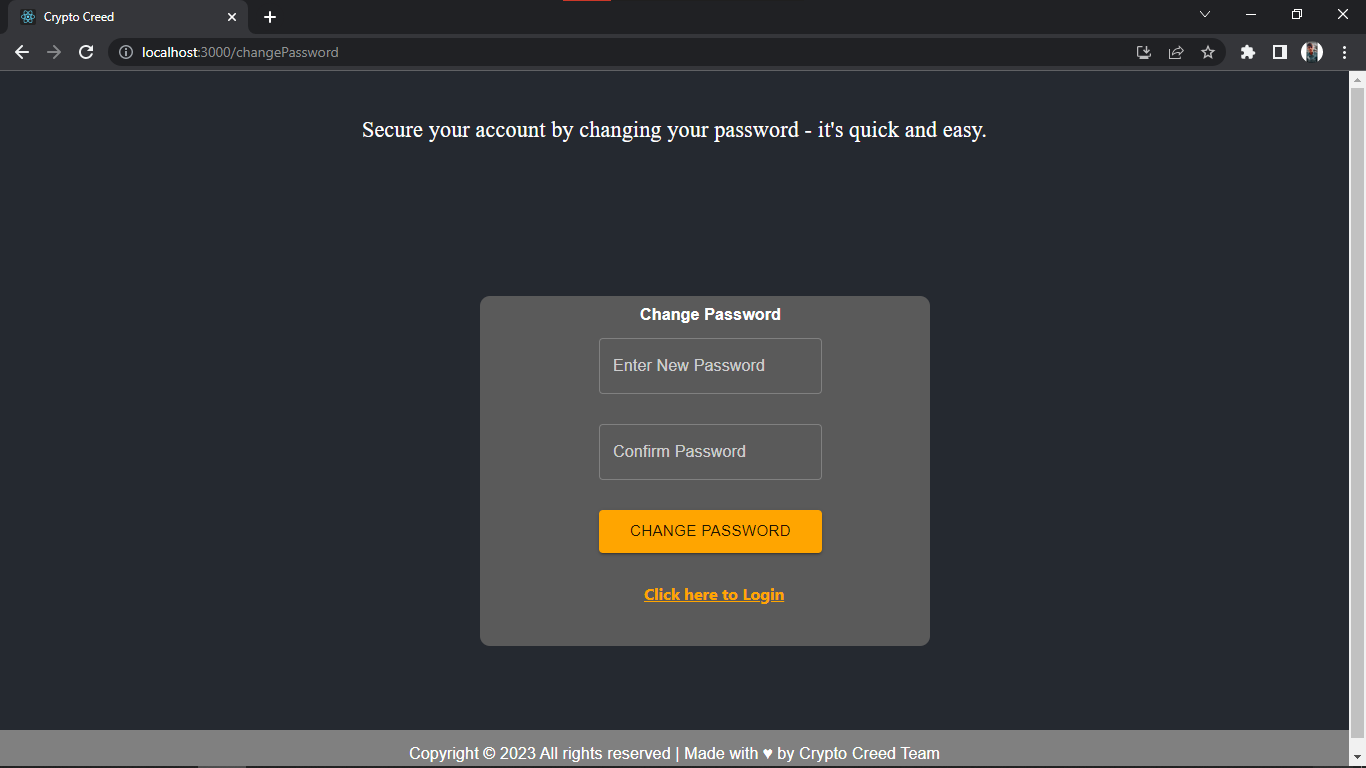 Crypto Creed
localhost:3000/changePassword
Secure your account by changing your password - it's quick and easy.
Change Password
Enter New Password
Confirm Password
CHANGE PASSWORD
Click here to Login
Copyright © 2023 All rights reserved | Made with ♥ by Crypto Creed Team